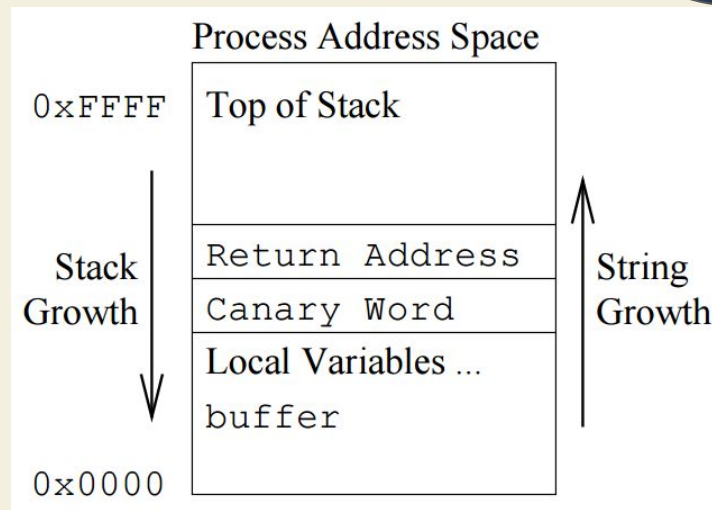 Process Address Space
0xFFFF
Top of Stack
Return Address
Stack
Growth
Canary Word
String
Growth
Local Variables ...
buffer
0x0000